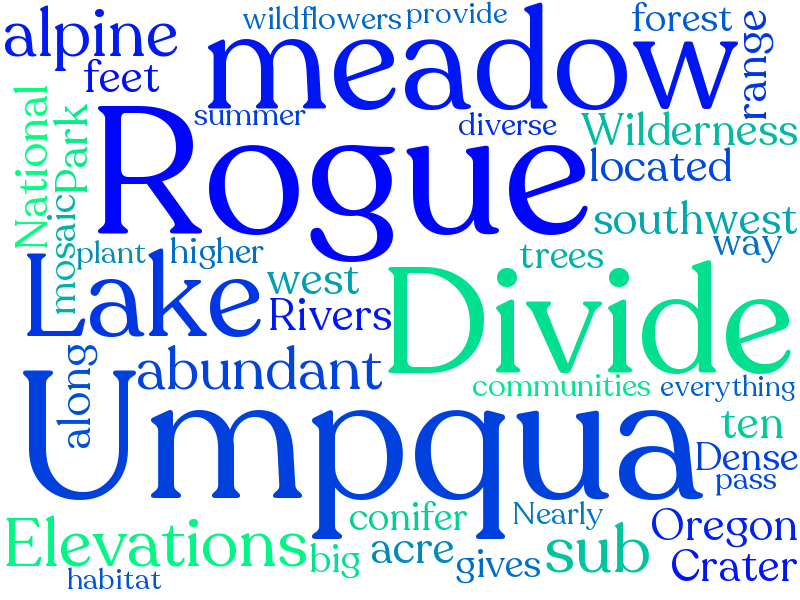 wildflowers provide forest
alpine meadow range
feet
summer diverse Wilderness
National Park Rogue located
mosaic southwest
plant higher trees way
Lake west Divide
Rivers
along abundant
communities everything
Umpqua ten
Dense
pass
Elevations conifer Nearly Oregon
big acre gives sub Crater
habitat